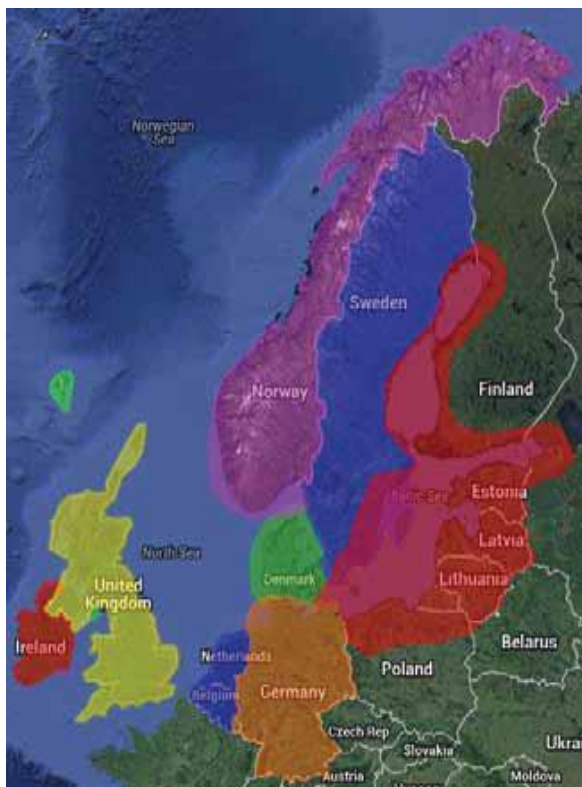 Norwegian
Sea
Sweden
Norway
Finland
Baltic Sea
Estonia
North Sea
Latvia
Denmark
Lithuania
United
Kingdom
Ireland
Netherlands
Belarus
Belgium
Germany
Poland
Czech Rep
Ukra
Slovakia
Austria
Moldova